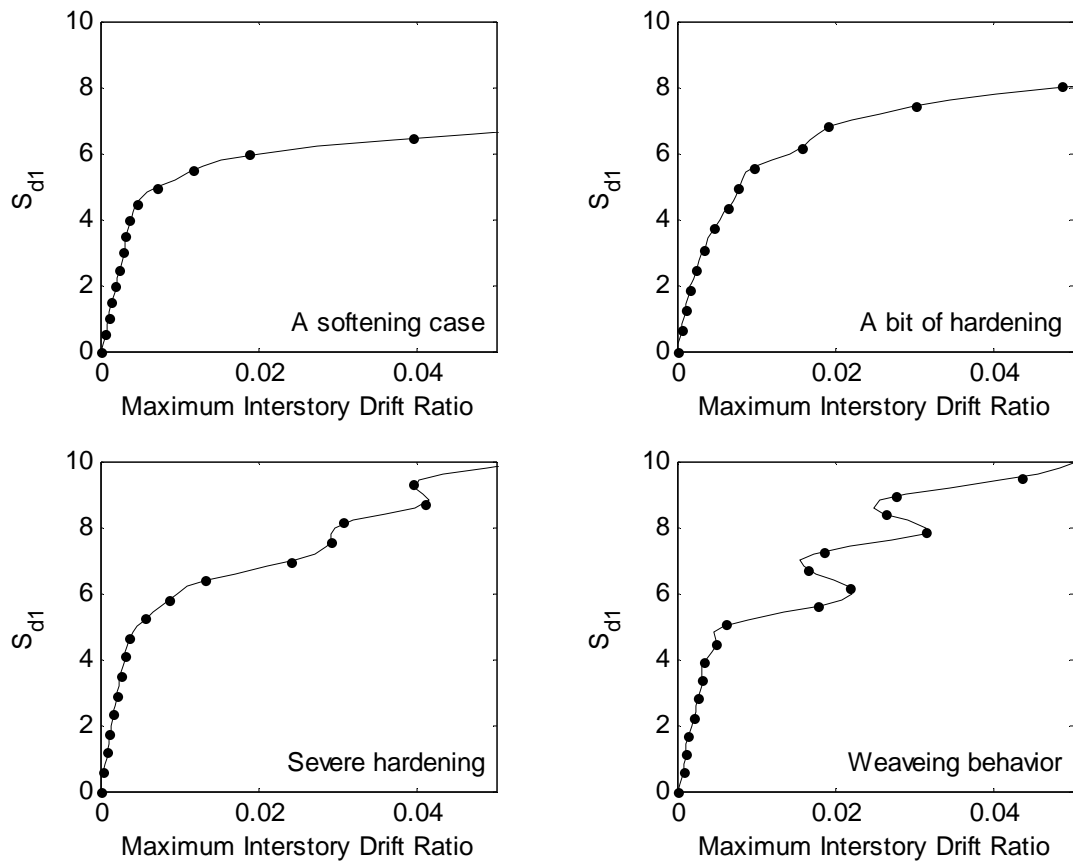 10
8
6
4
2
0
S_d1
A softening case
0 0.02 0.04
Maximum Interstory Drift Ratio
10
8
6
4
2
0
S_d1
A bit of hardening
0 0.02 0.04
Maximum Interstory Drift Ratio
10
8
6
4
2
0
S_d1
Severe hardening
0 0.02 0.04
Maximum Interstory Drift Ratio
10
8
6
4
2
0
S_d1
Weaveing behavior
0 0.02 0.04
Maximum Interstory Drift Ratio